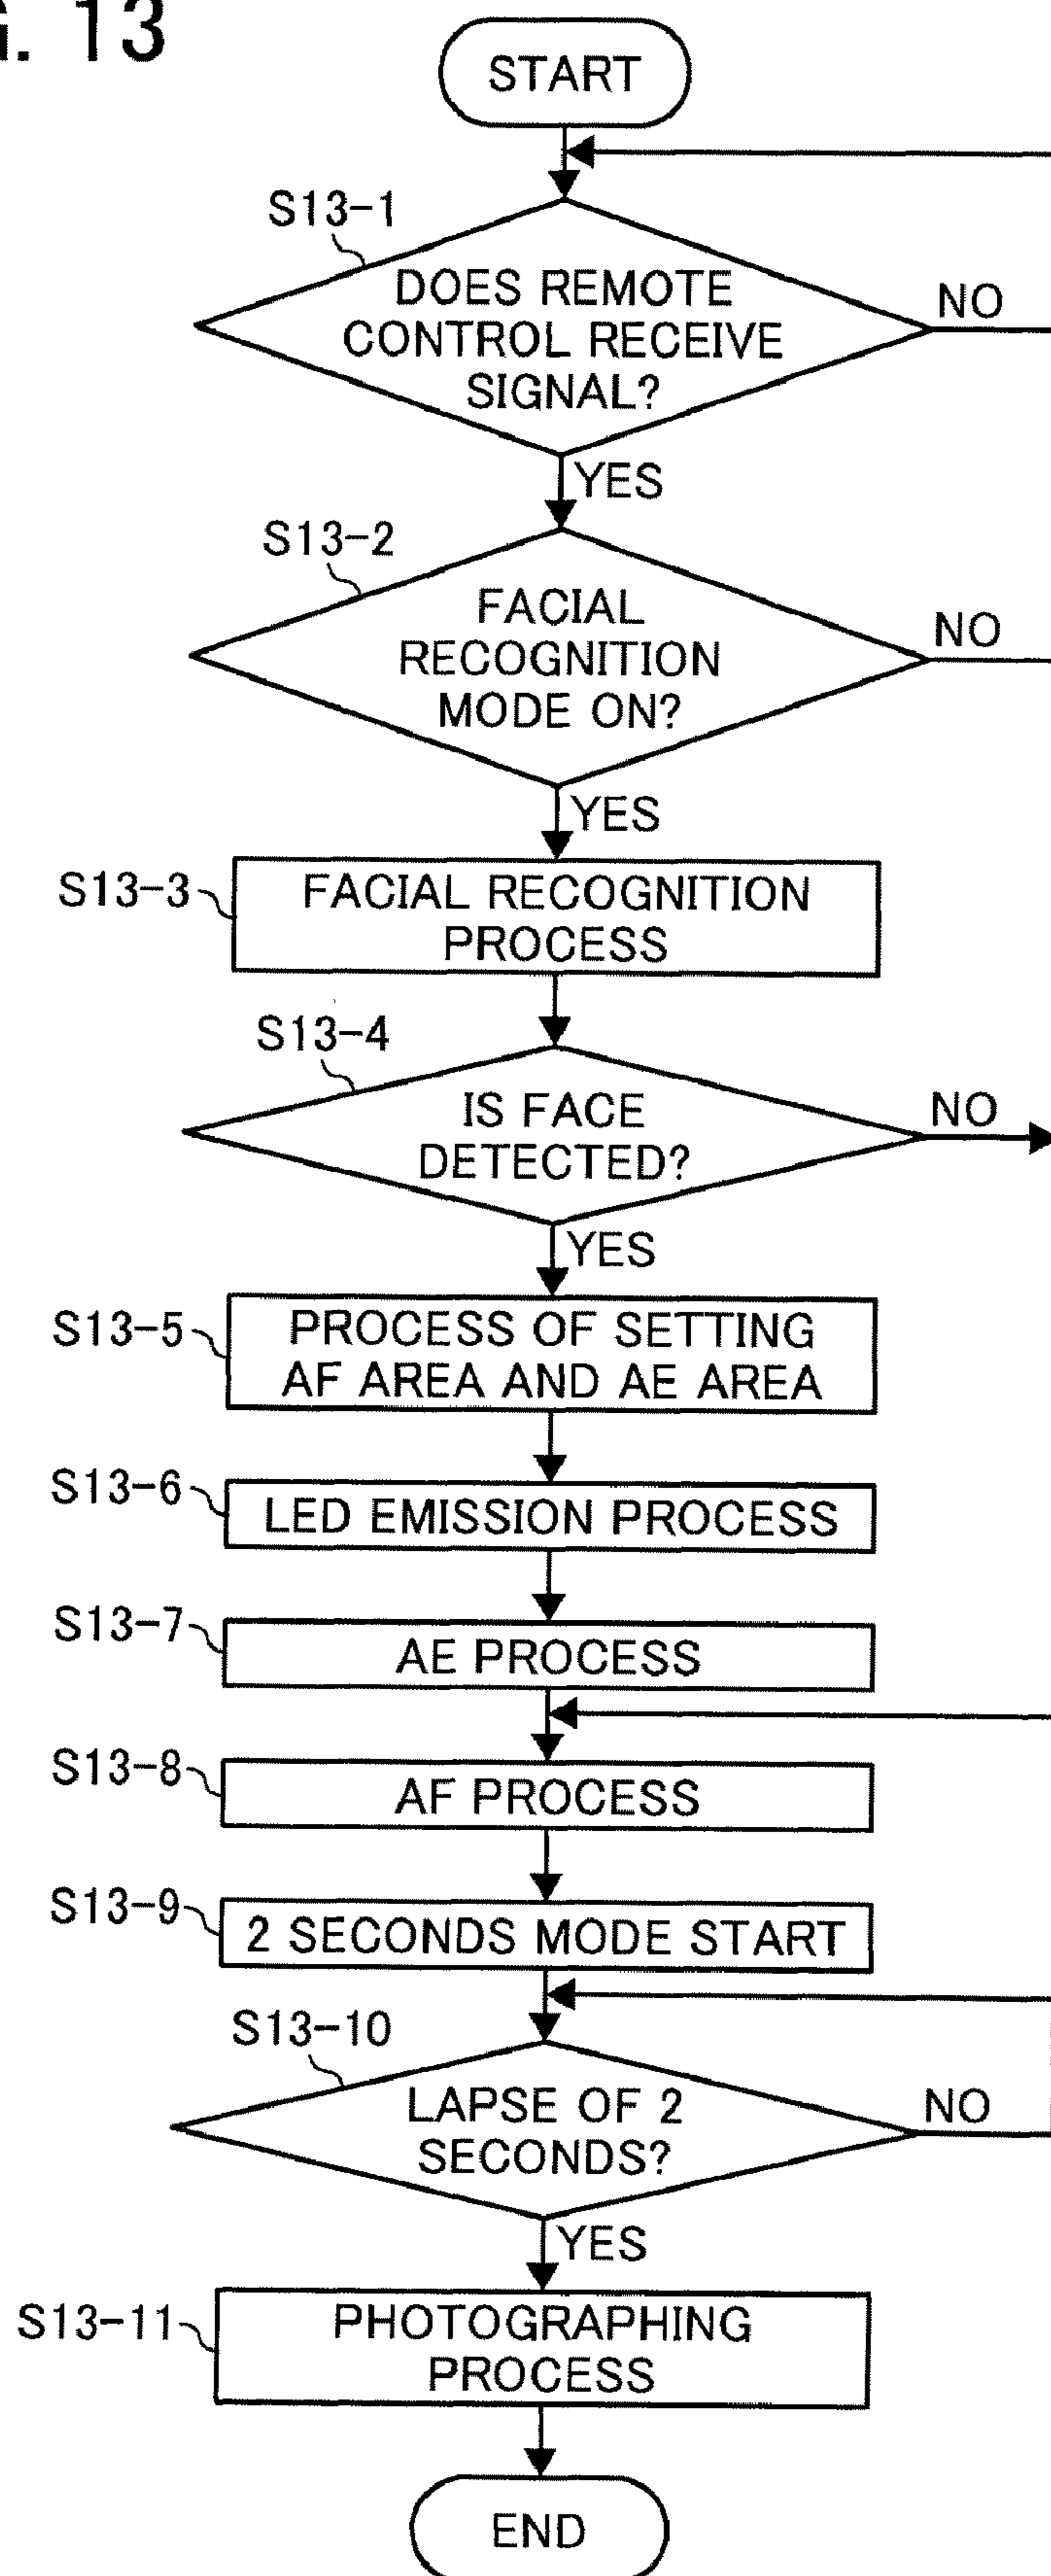 G. 13
START
S13-1
DOES REMOTE
CONTROL RECEIVE
SIGNAL?
NO
YES
S13-2
FACIAL
RECOGNITION
MODE ON?
NO
YES
S13-3
FACIAL RECOGNITION
PROCESS
S13-4
IS FACE
DETECTED?
NO
YES
S13-5
PROCESS OF SETTING
AF AREA AND AE AREA
S13-6
LED EMISSION PROCESS
S13-7
AE PROCESS
S13-8
AF PROCESS
S13-9
2 SECONDS MODE START
S13-10
LAPSE OF 2
SECONDS?
NO
YES
S13-11
PHOTOGRAPHING
PROCESS
END